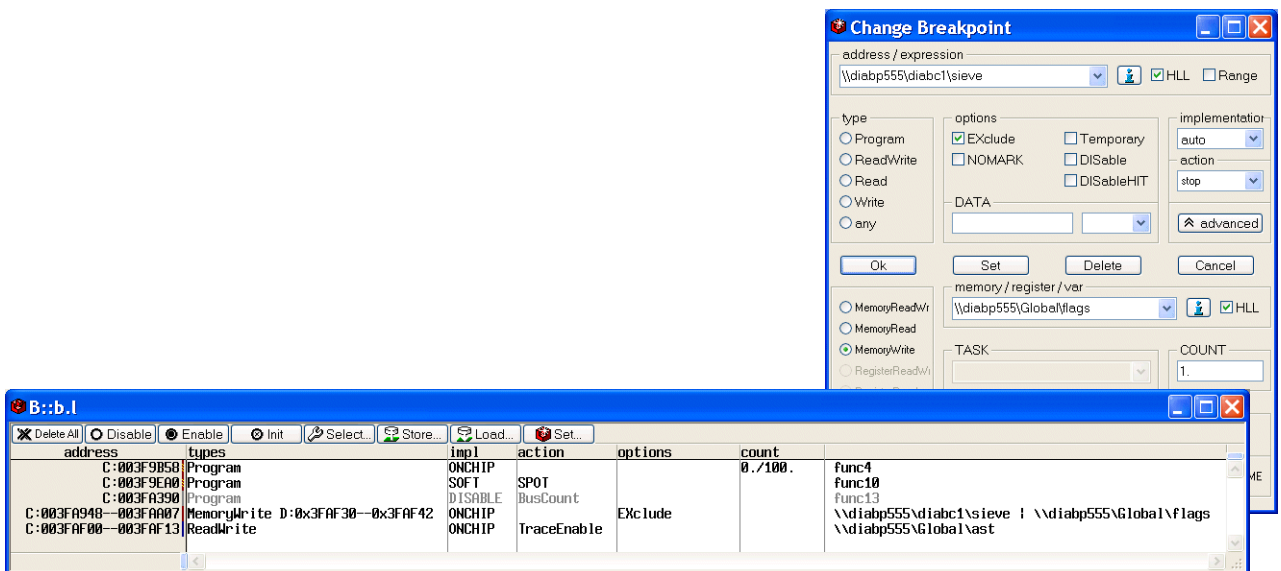 Change Breakpoint
address / expression
\\diabp555\diabc1\sieve HLL Range
type options implementation
Program EXclude Temporary auto
ReadWrite NOMARK DISable action
Read DISableHIT stop
Write DATA
any advanced
Ok Set Delete Cancel
memory / register / var
MemoryReadWr \\diabp555\Global\flags HLL
MemoryRead
MemoryWrite TASK COUNT
RegisterReadWr 1.
B::b.l
Delete All Disable Enable Init Select... Store... Load... Set...
address types impl action options count
C:003F9B58 Program ONCHIP 0./100. func4
C:003F9EA0 Program SOFT SPOT func10
C:003FA390 Program DISABLE BusCount func13
C:003FA948--003FAA07 MemoryWrite D:0x3FAF30--0x3FAF42 ONCHIP EXclude \\diabp555\diabc1\sieve | \\diabp555\Global\flags
C:003FAF00--003FAF13 ReadWrite ONCHIP TraceEnable \\diabp555\Global\ast
ME